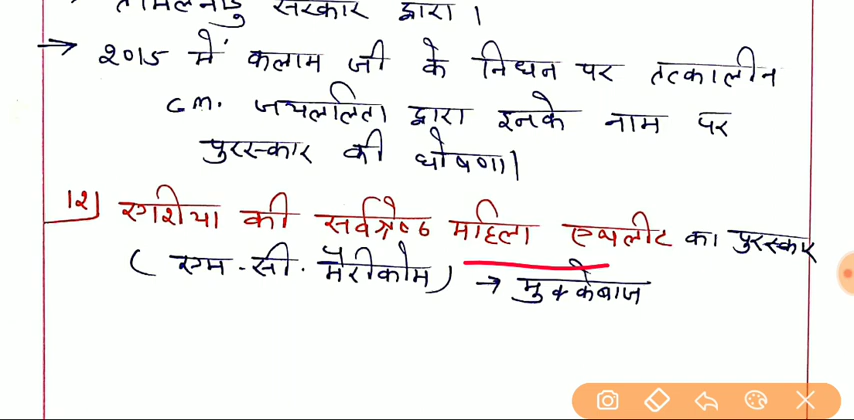 तामिलनाडु सरकार द्वारा।
→ 2015 में कलाम जी के निधन पर तत्कालीन
cm. जयललिता द्वारा इनके नाम पर
पुरस्कार की घोषणा।
12) एशिया की सर्वश्रेष्ठ महिला एथलीट का पुरस्कार
(एम.सी. मैरीकोम) → मुक्केबाज